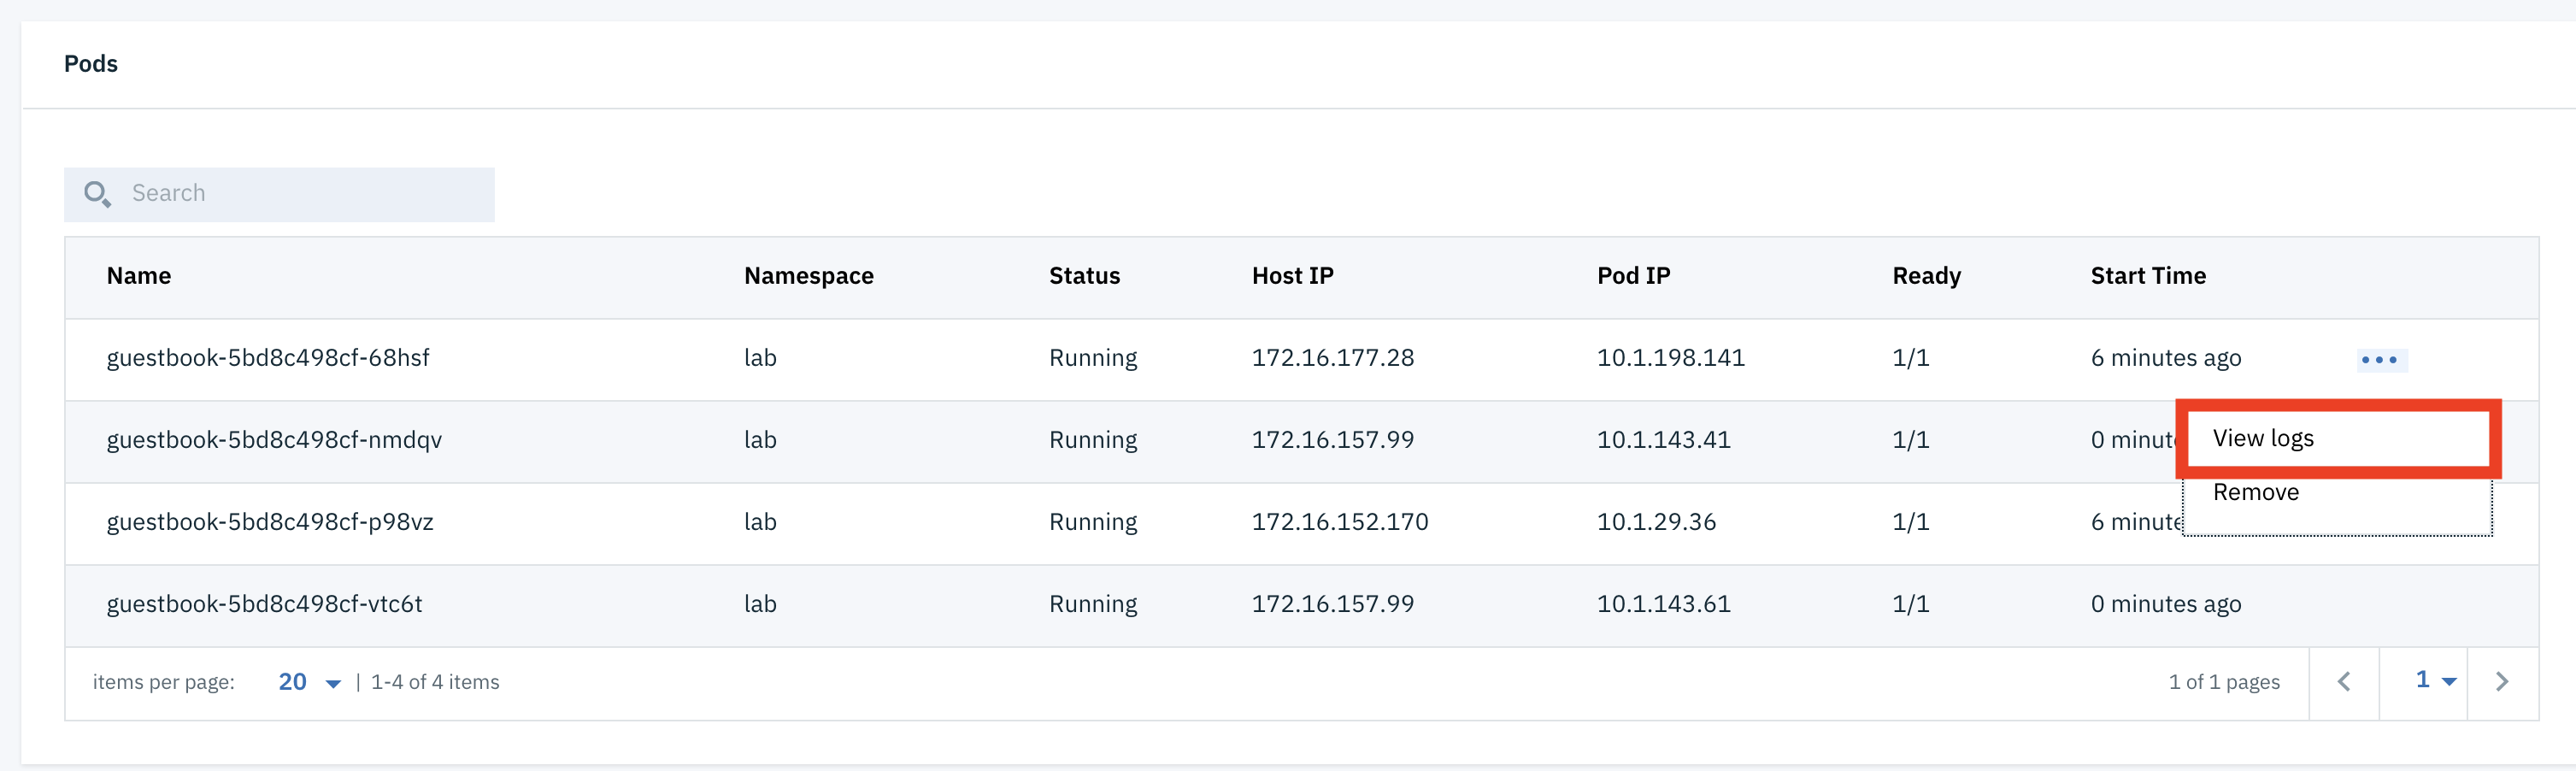 Pods
Search
Name Namespace Status Host IP Pod IP Ready Start Time
guestbook-5bd8c498cf-68hsf lab Running 172.16.177.28 10.1.198.141 1/1 6 minutes ago
guestbook-5bd8c498cf-nmdqv lab Running 172.16.157.99 10.1.143.41 1/1 0 minut View logs
Remove
guestbook-5bd8c498cf-p98vz lab Running 172.16.152.170 10.1.29.36 1/1 6 minute
guestbook-5bd8c498cf-vtc6t lab Running 172.16.157.99 10.1.143.61 1/1 0 minutes ago
items per page: 20 | 1-4 of 4 items 1 of 1 pages 1